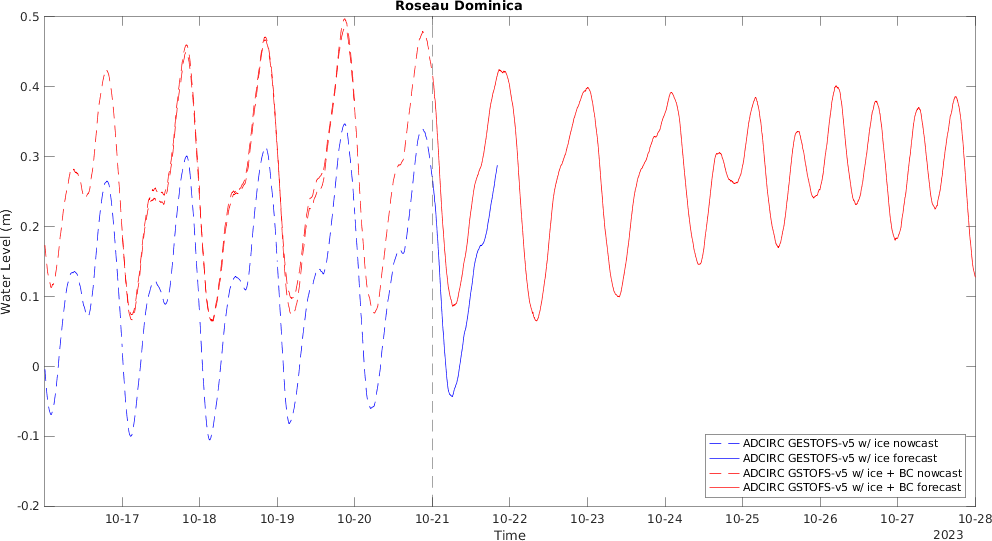 Roseau Dominica
0.5
0.4
0.3
0.2
0.1
0
-0.1
-0.2
Water Level (m)
ADCIRC GESTOFS-v5 w/ ice nowcast
ADCIRC GESTOFS-v5 w/ ice forecast
ADCIRC GSTOFS-v5 w/ ice + BC nowcast
ADCIRC GSTOFS-v5 w/ ice + BC forecast
10-17 10-18 10-19 10-20 10-21 10-22 10-23 10-24 10-25 10-26 10-27 10-28
Time
2023